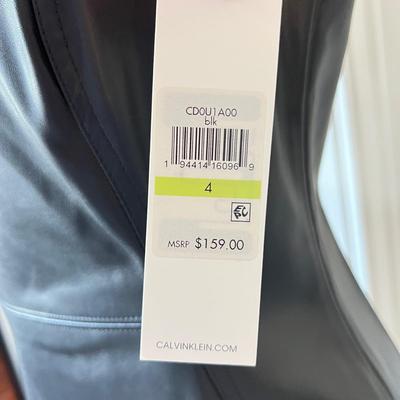 CD0U1A00
blk
1 94414 16096 9
4
MSRP $159.00
CALVINKLEIN.COM